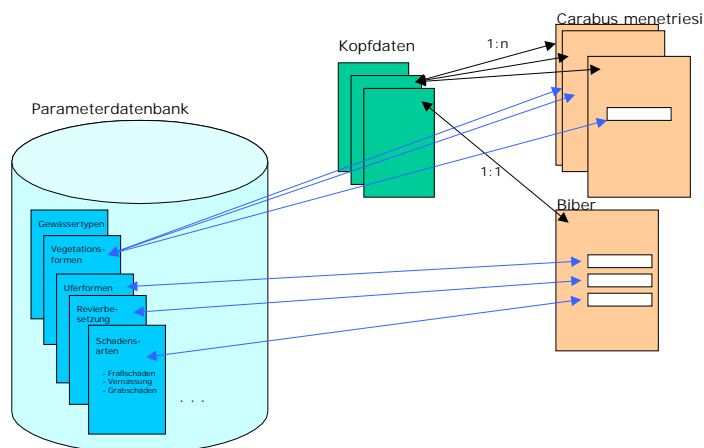 Carabus menetriesi
Kopfdaten
1:n
Parameterdatenbank
1:1
Biber
Gewässertypen
Vegetations-
formen
Uferformen
Revierbe-
setzung
Schadens-
arten
- Fraßschäden
- Vernässung
- Grabschäden
. . .